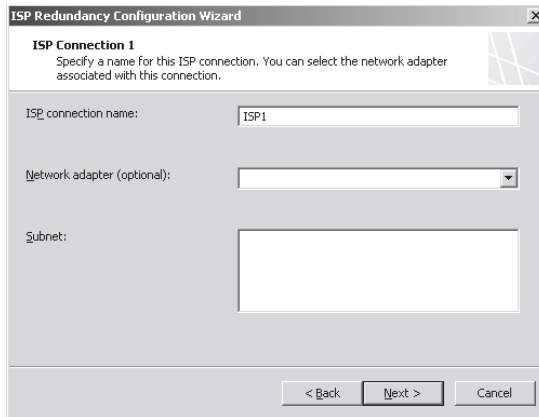 ISP Redundancy Configuration Wizard
ISP Connection 1
Specify a name for this ISP connection. You can select the network adapter
associated with this connection.
ISP connection name:
ISP1
Network adapter (optional):
Subnet:
< Back
Next >
Cancel